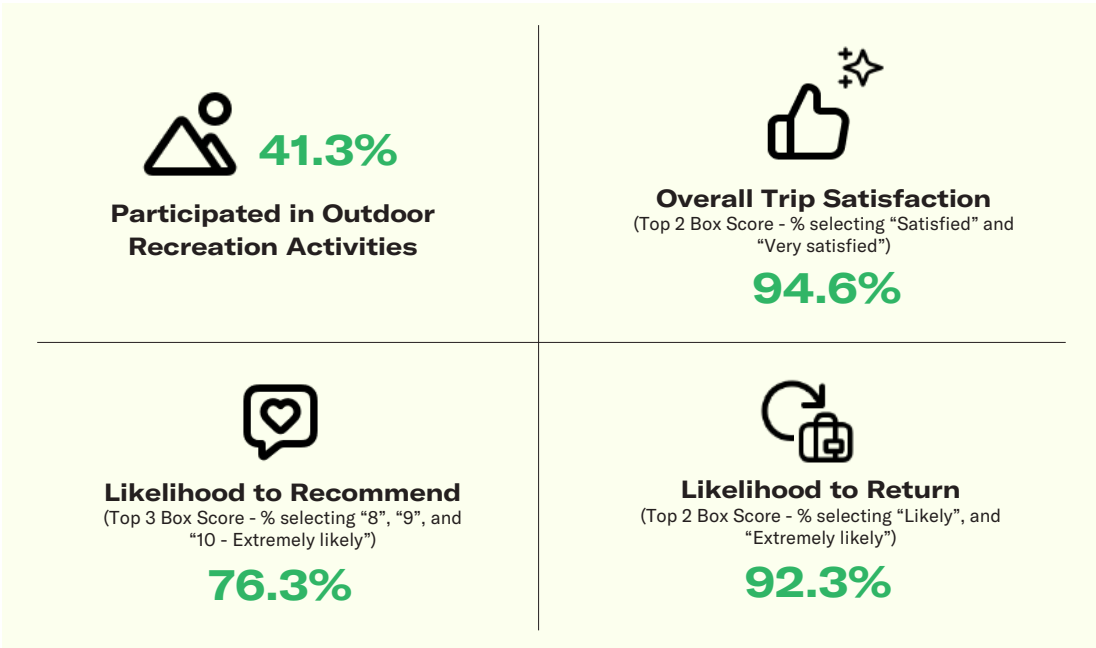 41.3%
Participated in Outdoor
Recreation Activities
Overall Trip Satisfaction
(Top 2 Box Score - % selecting “Satisfied” and
“Very satisfied”)
94.6%
Likelihood to Recommend
(Top 3 Box Score - % selecting “8”, “9”, and
“10 - Extremely likely”)
76.3%
Likelihood to Return
(Top 2 Box Score - % selecting “Likely”, and
“Extremely likely”)
92.3%